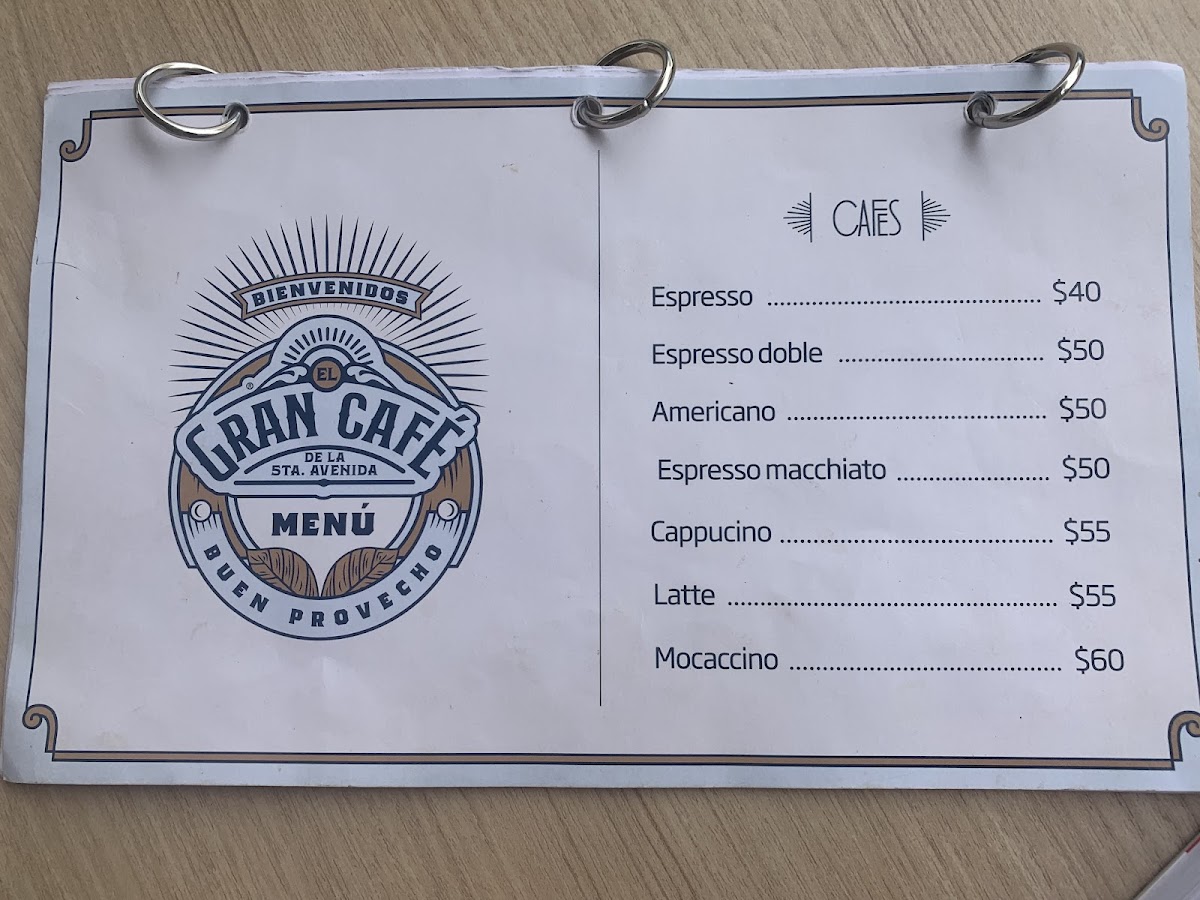 BIENVENIDOS
EL
®
GRAN CAFÉ
DE LA
5TA. AVENIDA
MENÚ
BUEN PROVECHO
CAFES
Espresso ........................................ $40
Espresso doble .............................. $50
Americano ...................................... $50
Espresso macchiato ...................... $50
Cappucino ........................................ $55
Latte ................................................ $55
Mocaccino ........................................ $60